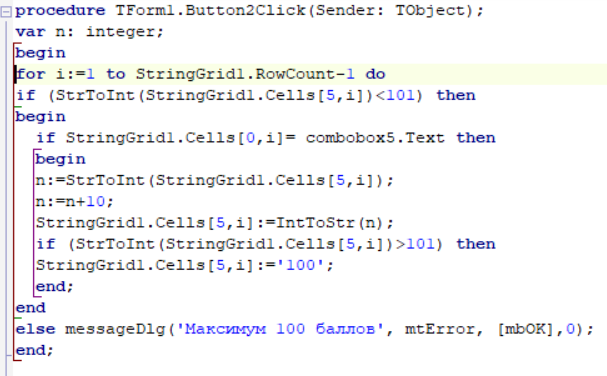 procedure TForm1.Button2Click(Sender: TObject);
var n: integer;
begin
for i:=1 to StringGrid1.RowCount-1 do
if (StrToInt(StringGrid1.Cells[5,i])<101) then
begin
if StringGrid1.Cells[0,i]= combobox5.Text then
begin
n:=StrToInt(StringGrid1.Cells[5,i]);
n:=n+10;
StringGrid1.Cells[5,i]:=IntToStr(n);
if (StrToInt(StringGrid1.Cells[5,i])>101) then
StringGrid1.Cells[5,i]:='100';
end;
end
else messageDlg('Максимум 100 баллов', mtError, [mbOK],0);
end;